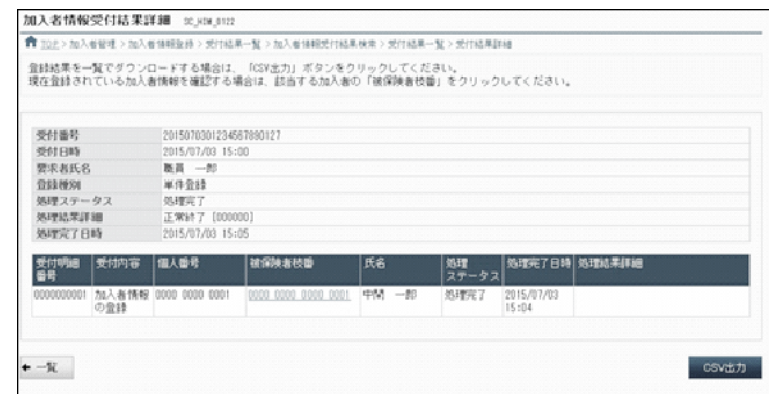 加入者情報受付結果詳細 SC_HSM_0122
トップ > 加入者管理 > 加入者情報登録 > 受付結果一覧 > 加入者情報受付結果検索 > 受付結果一覧 > 受付結果詳細
登録結果を一覧でダウンロードする場合は、「CSV出力」ボタンをクリックしてください。
現在登録されている加入者情報を確認する場合は、該当する加入者の「被保険者枝番」をクリックしてください。
受付番号 2015070301234567890127
受付日時 2015/07/03 15:00
要求者氏名 職員 一郎
登録種別 単件登録
処理ステータス 処理完了
処理結果詳細 正常終了 [000000]
処理完了日時 2015/07/03 15:05
受付明細番号 受付内容 個人番号 被保険者枝番 氏名 処理ステータス 処理完了日時 処理結果詳細
0000000001 加入者情報の登録 0000 0000 0001 0000 0000 0000 0001 中間 一郎 処理完了 2015/07/03 15:04
一覧
CSV出力